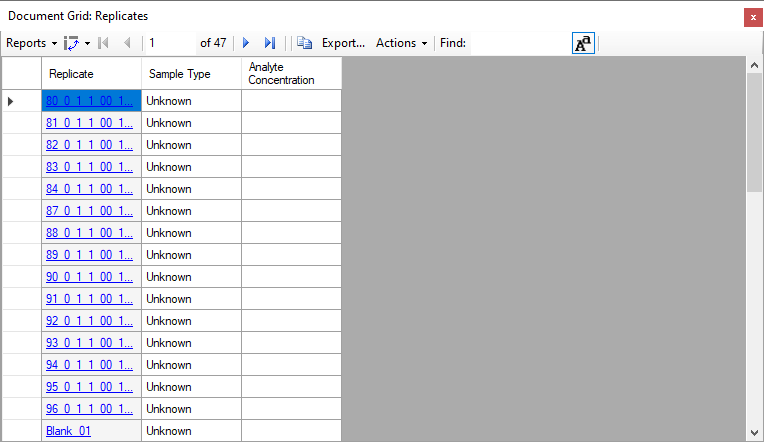 Document Grid: Replicates
x
Reports 1 of 47 Export... Actions Find: Aa
Replicate Sample Type Analyte Concentration
80_0_1_1_00_1... Unknown
81_0_1_1_00_1... Unknown
82_0_1_1_00_1... Unknown
83_0_1_1_00_1... Unknown
84_0_1_1_00_1... Unknown
87_0_1_1_00_1... Unknown
88_0_1_1_00_1... Unknown
89_0_1_1_00_1... Unknown
90_0_1_1_00_1... Unknown
91_0_1_1_00_1... Unknown
92_0_1_1_00_1... Unknown
93_0_1_1_00_1... Unknown
94_0_1_1_00_1... Unknown
95_0_1_1_00_1... Unknown
96_0_1_1_00_1... Unknown
Blank_01 Unknown